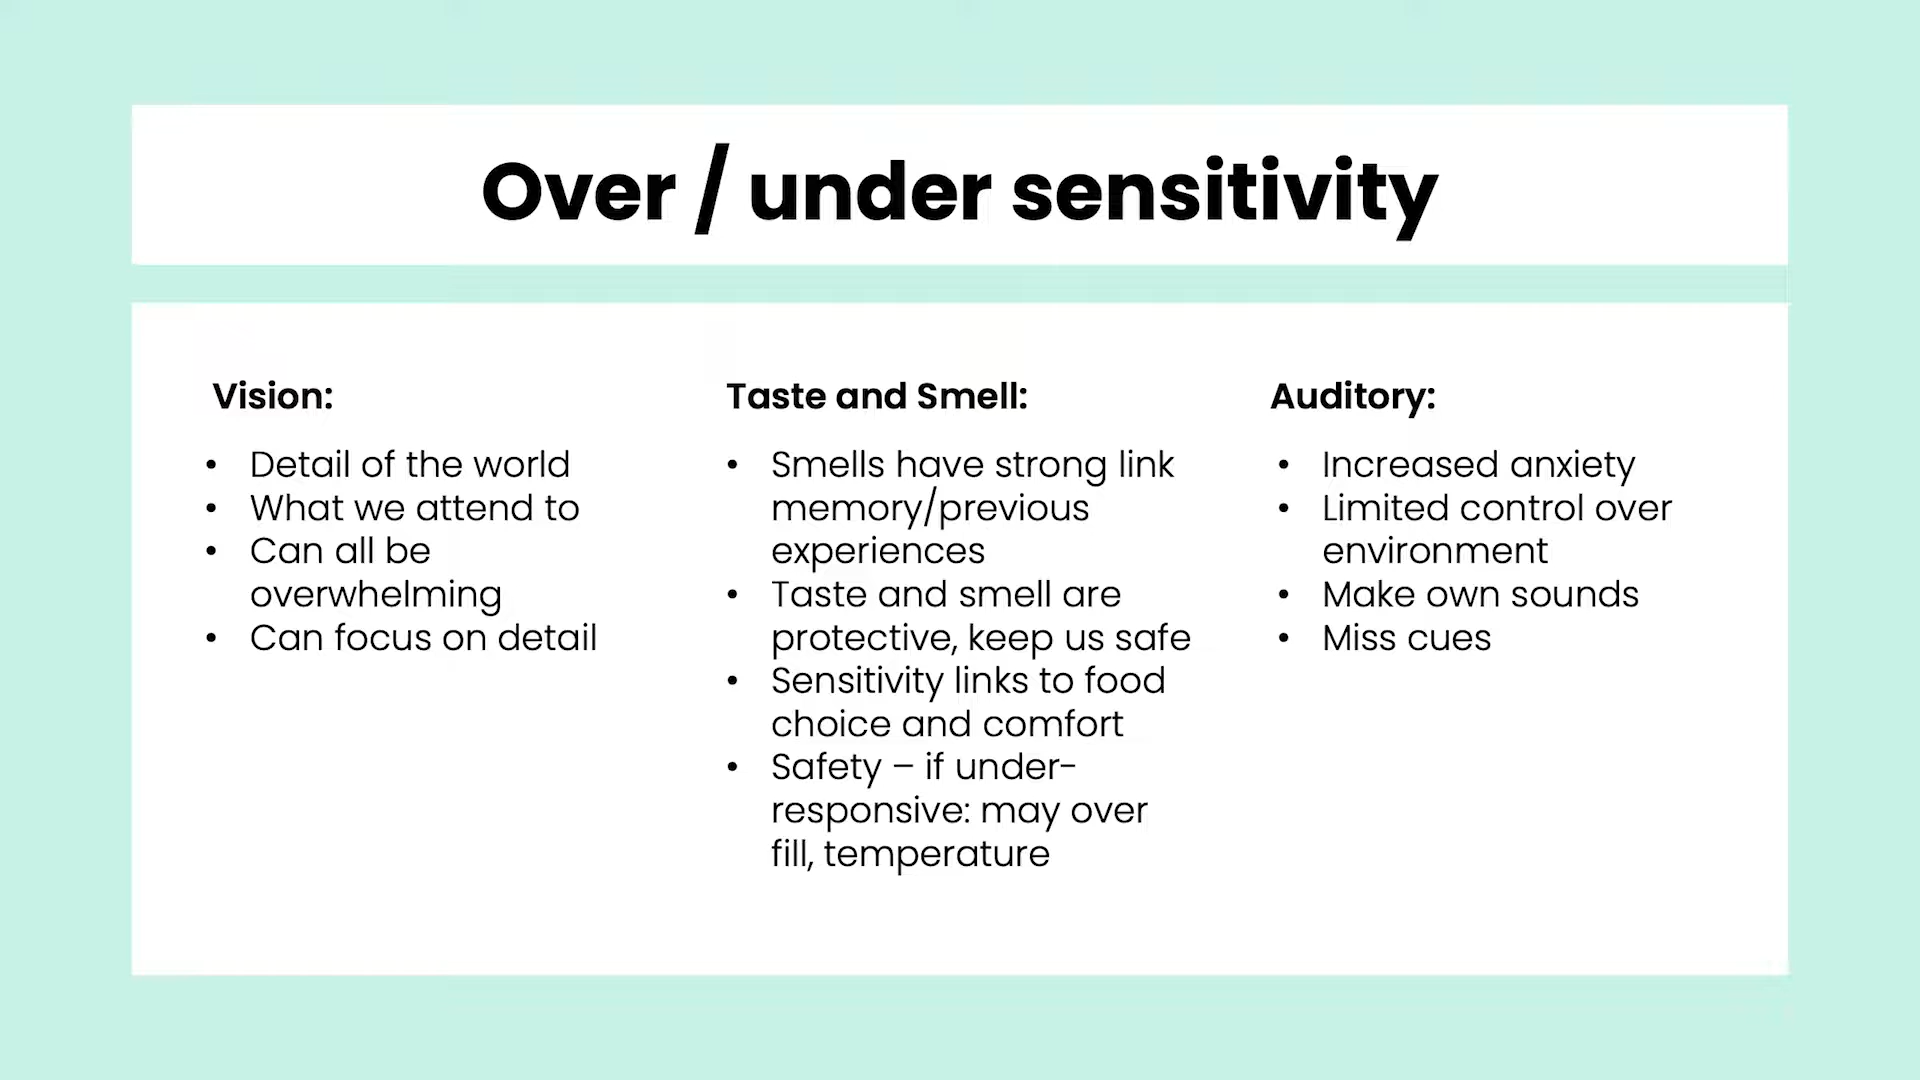 Over / under sensitivity
Vision:
• Detail of the world
• What we attend to
• Can all be
overwhelming
• Can focus on detail
Taste and Smell:
• Smells have strong link
memory/previous
experiences
• Taste and smell are
protective, keep us safe
• Sensitivity links to food
choice and comfort
• Safety – if under-
responsive: may over
fill, temperature
Auditory:
• Increased anxiety
• Limited control over
environment
• Make own sounds
• Miss cues